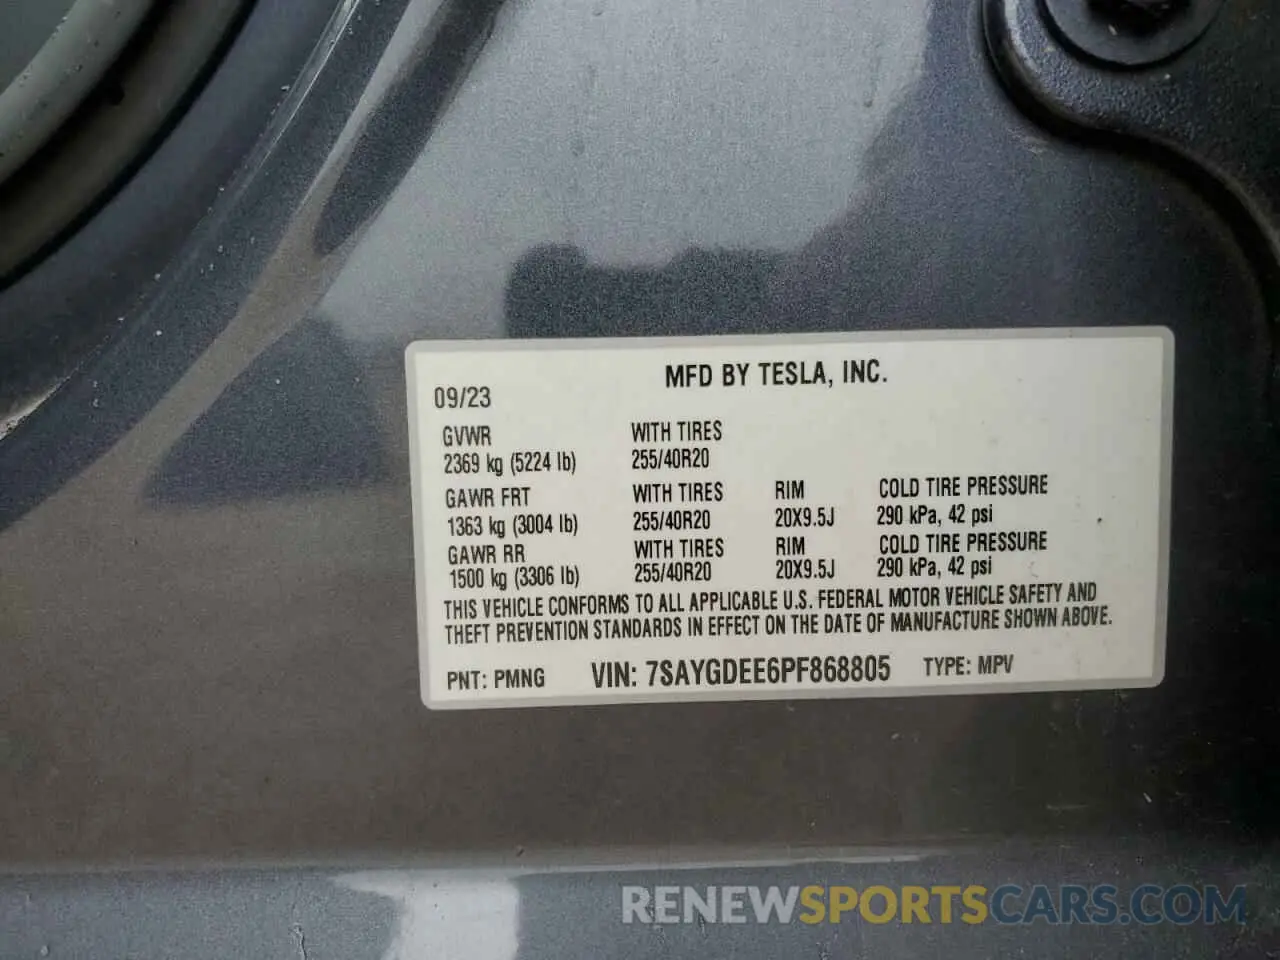 MFD BY TESLA, INC.
09/23
GVWR WITH TIRES
2369 kg (5224 lb) 255/40R20
GAWR FRT WITH TIRES RIM COLD TIRE PRESSURE
1363 kg (3004 lb) 255/40R20 20X9.5J 290 kPa, 42 psi
GAWR RR WITH TIRES RIM COLD TIRE PRESSURE
1500 kg (3306 lb) 255/40R20 20X9.5J 290 kPa, 42 psi
THIS VEHICLE CONFORMS TO ALL APPLICABLE U.S. FEDERAL MOTOR VEHICLE SAFETY AND
THEFT PREVENTION STANDARDS IN EFFECT ON THE DATE OF MANUFACTURE SHOWN ABOVE.
PNT: PMNG VIN: 7SAYGDEE6PF868805 TYPE: MPV
RENEWSPORTSCARS.COM